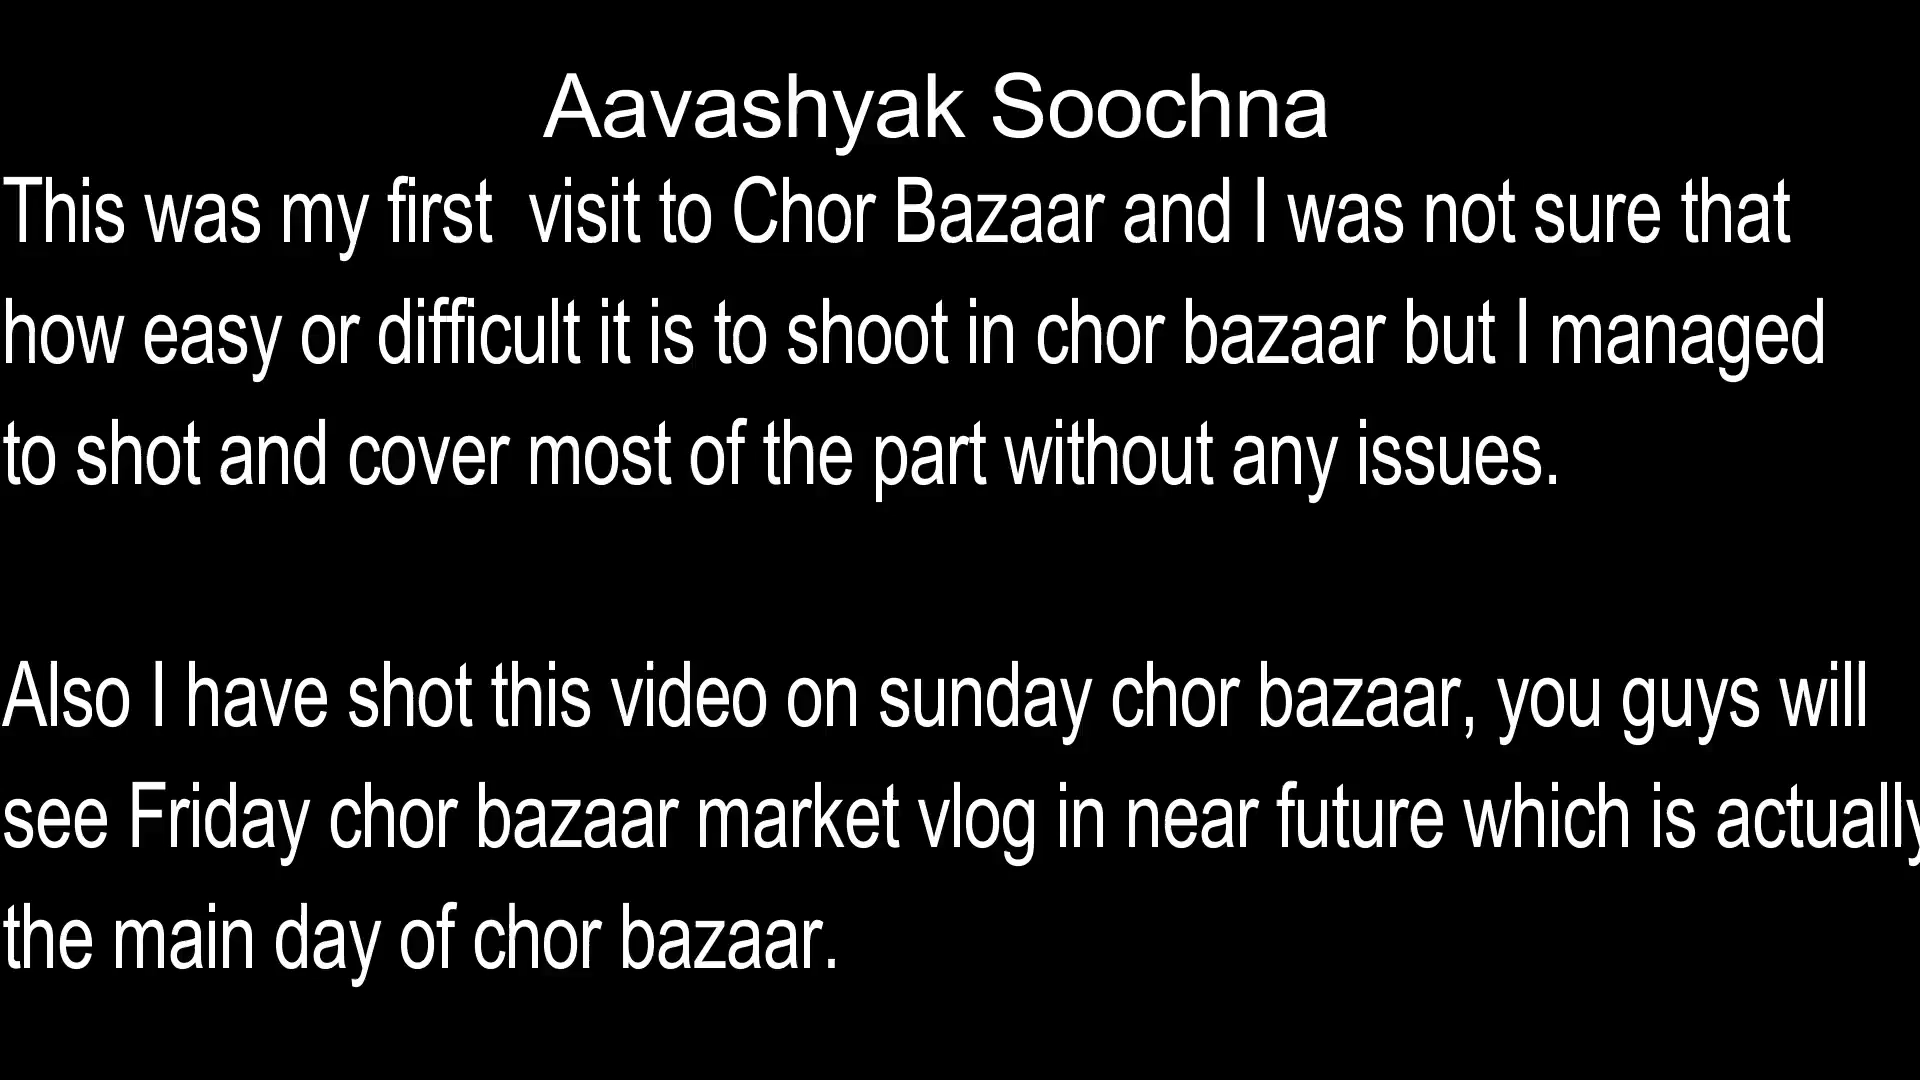 Aavashyak Soochna
This was my first  visit to Chor Bazaar and I was not sure that
how easy or difficult it is to shoot in chor bazaar but I managed
to shot and cover most of the part without any issues.
Also I have shot this video on sunday chor bazaar, you guys will
see Friday chor bazaar market vlog in near future which is actually
the main day of chor bazaar.